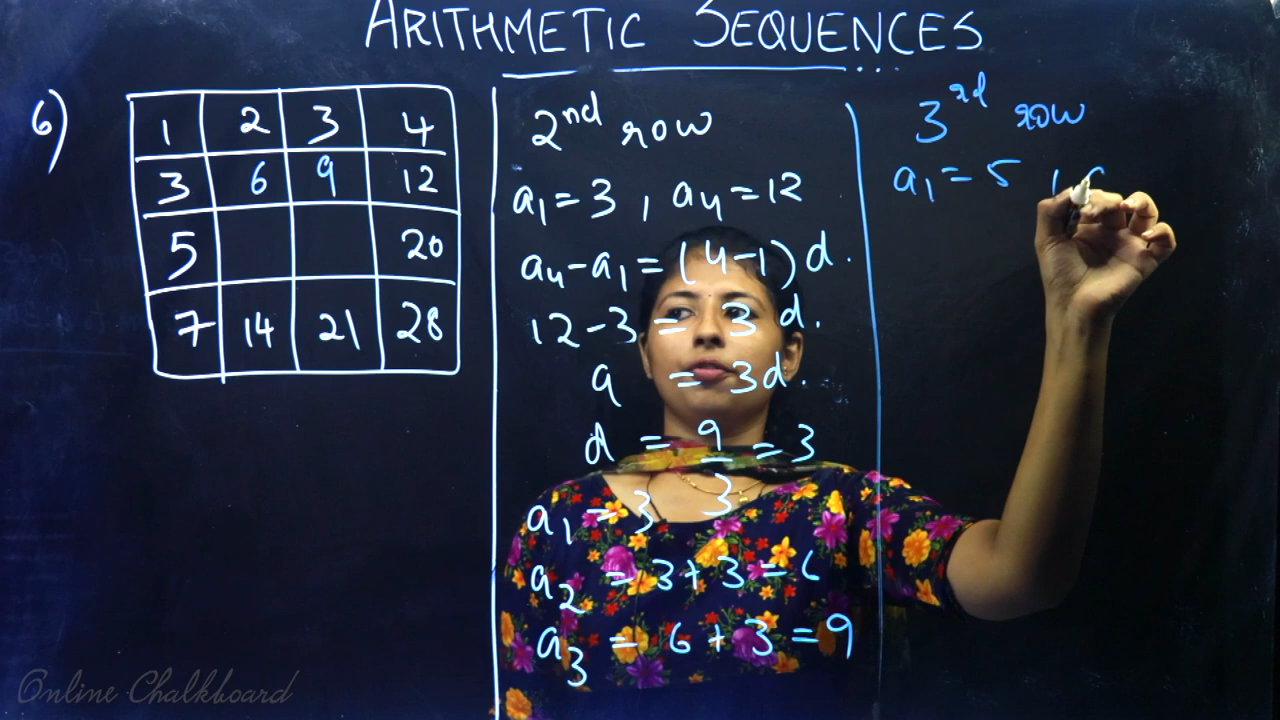 ARITHMETIC SEQUENCES
6)
1 2 3 4
3 6 9 12
5 20
7 14 21 28
2nd row
a1 = 3 , a4 = 12
a4 - a1 = (4-1) d.
12 - 3 = 3 d.
9 = 3d.
d = 9/3 = 3
a1 = 3
a2 = 3 + 3 = 6
a3 = 6 + 3 = 9
3rd row
a1 = 5 ,
Online Chalkboard